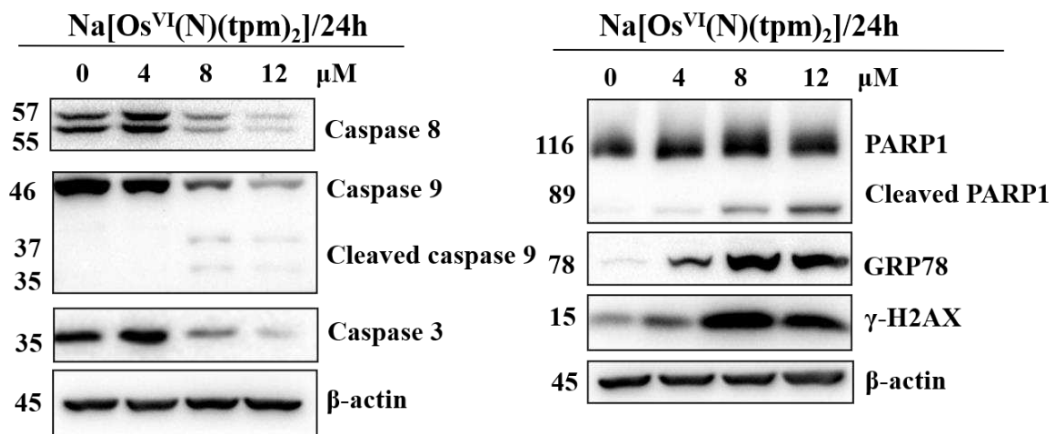 Na[Os^VI(N)(tpm)₂]/24h
0 4 8 12 μM
57
55 Caspase 8
46 Caspase 9
37
35 Cleaved caspase 9
35 Caspase 3
45 β-actin
Na[Os^VI(N)(tpm)₂]/24h
0 4 8 12 μM
116 PARP1
89 Cleaved PARP1
78 GRP78
15 γ-H2AX
45 β-actin